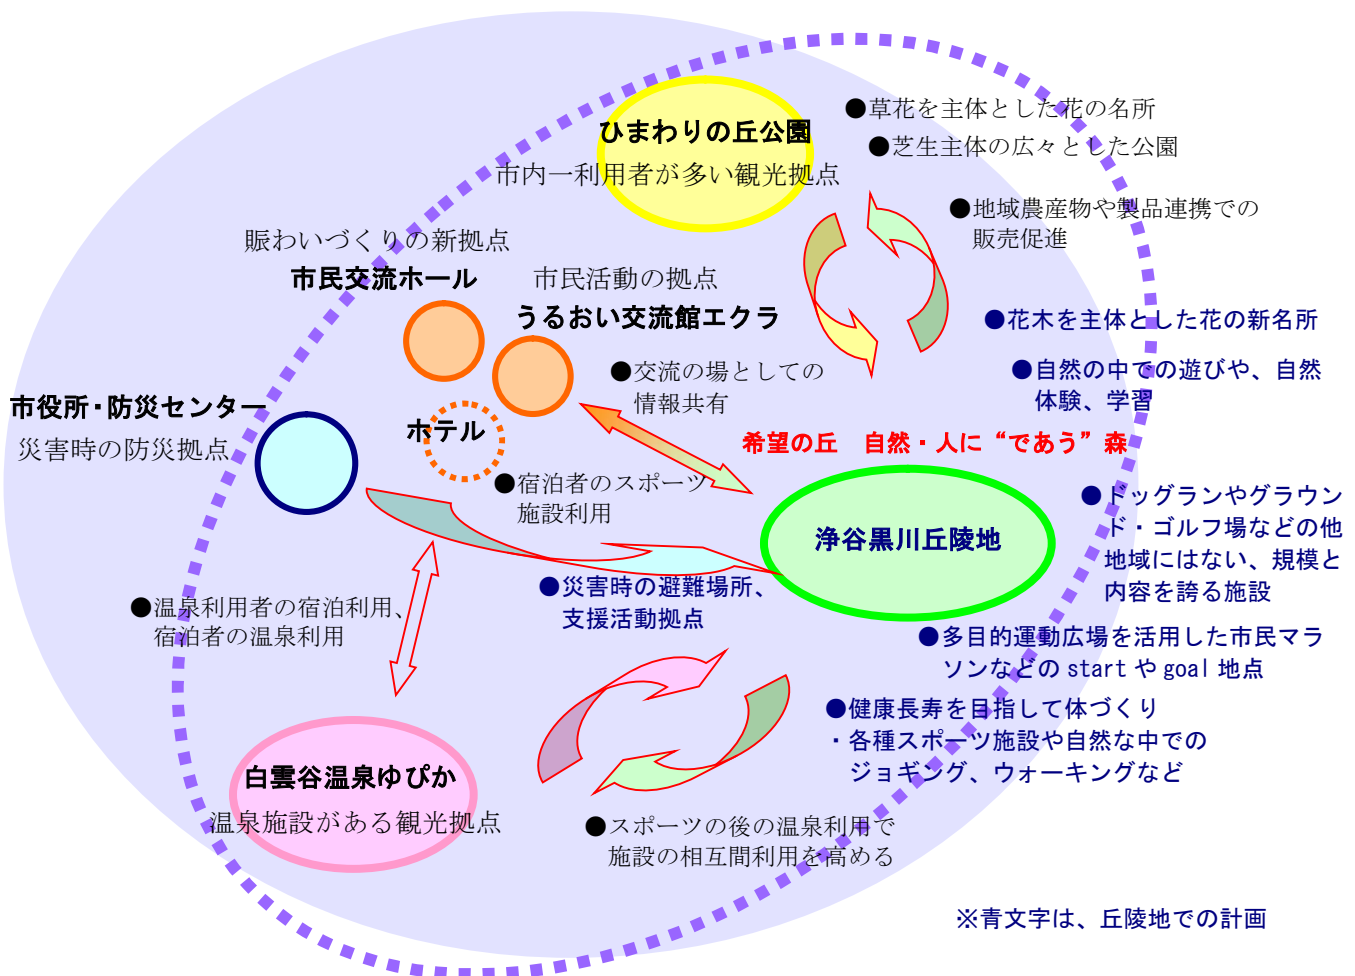 ひまわりの丘公園
市内一利用者が多い観光拠点
●草花を主体とした花の名所
●芝生主体の広々とした公園
●地域農産物や製品連携での
販売促進
賑わいづくりの新拠点
市民交流ホール
市民活動の拠点
うるおい交流館エクラ
●花木を主体とした花の新名所
●自然の中での遊びや、自然
体験、学習
●交流の場としての
情報共有
市役所・防災センター
災害時の防災拠点
ホテル
希望の丘　自然・人に“であう”森
●宿泊者のスポーツ
施設利用
浄谷黒川丘陵地
●ドッグランやグラウン
ド・ゴルフ場などの他
地域にはない、規模と
内容を誇る施設
●災害時の避難場所、
支援活動拠点
●温泉利用者の宿泊利用、
宿泊者の温泉利用
●多目的運動広場を活用した市民マラ
ソンなどの start や goal 地点
●健康長寿を目指して体づくり
・各種スポーツ施設や自然な中での
ジョギング、ウォーキングなど
白雲谷温泉ゆぴか
温泉施設がある観光拠点
●スポーツの後の温泉利用で
施設の相互間利用を高める
※青文字は、丘陵地での計画